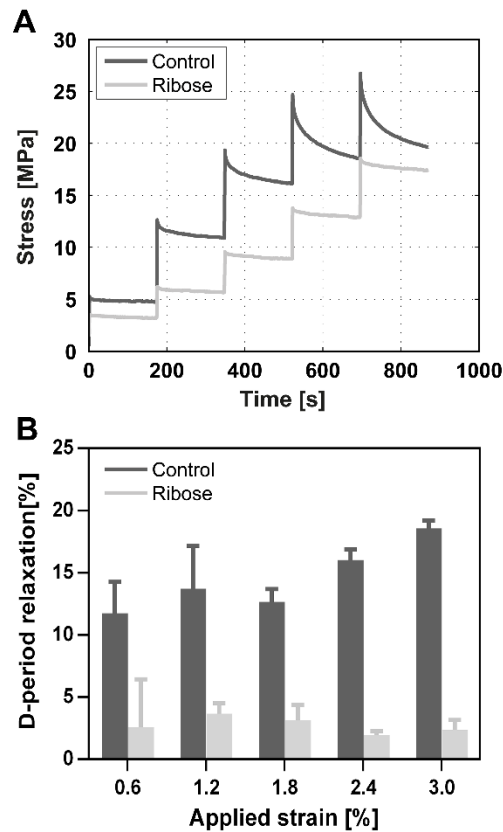 A
Stress [MPa]
30
25
20
15
10
5
0
Control
Ribose
0 200 400 600 800 1000
Time [s]
B
D-period relaxation[%]
25
20
15
10
5
0
Control
Ribose
0.6 1.2 1.8 2.4 3.0
Applied strain [%]